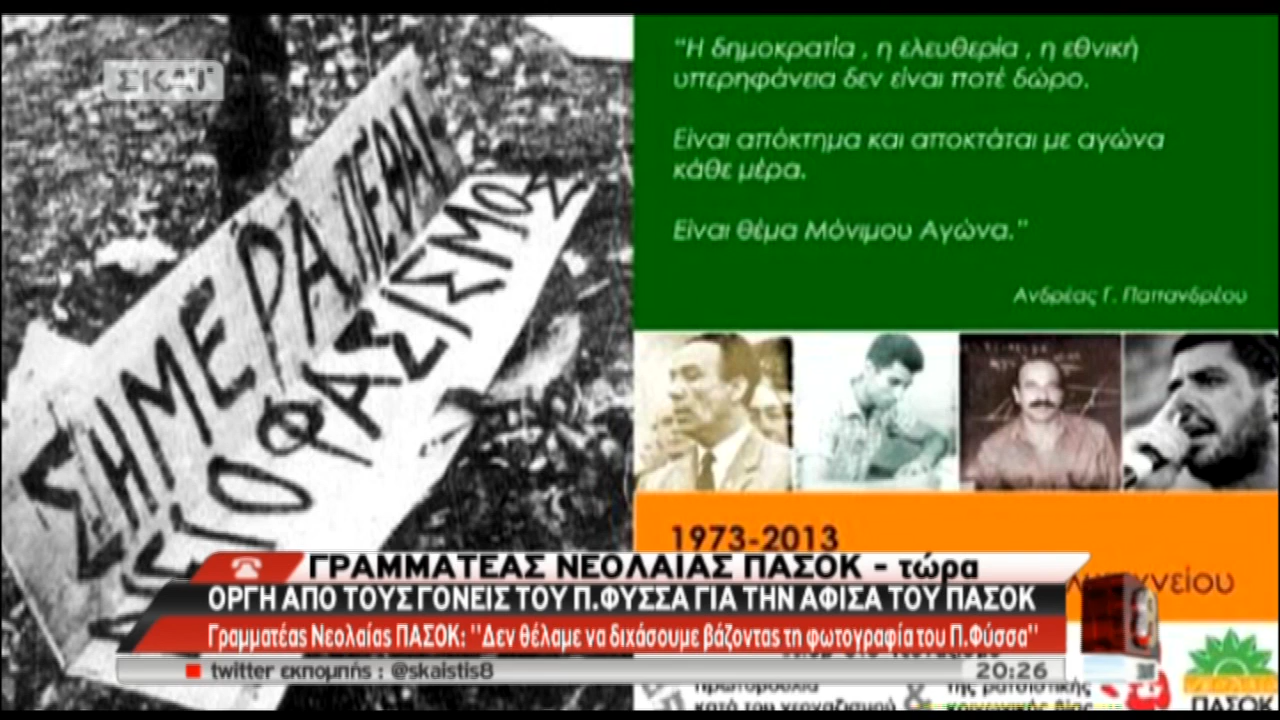 ΣΚΑΪ
ΣΗΜΕΡΑ ΠΕΘΑΙ
Ο ΦΑΣΙΣΜΟΣ
"Η δημοκρατία , η ελευθερία , η εθνική
υπερηφάνεια δεν είναι ποτέ δώρο.
Είναι απόκτημα και αποκτάται με αγώνα
κάθε μέρα.
Είναι θέμα Μόνιμου Αγώνα."
Ανδρέας Γ. Παπανδρέου
1973-2013
ΓΡΑΜΜΑΤΕΑΣ ΝΕΟΛΑΙΑΣ ΠΑΣΟΚ - τώρα
ΟΡΓΗ ΑΠΟ ΤΟΥΣ ΓΟΝΕΙΣ ΤΟΥ Π.ΦΥΣΣΑ ΓΙΑ ΤΗΝ ΑΦΙΣΑ ΤΟΥ ΠΑΣΟΚ
Γραμματέας Νεολαίας ΠΑΣΟΚ: "Δεν θέλαμε να διχάσουμε βάζοντας τη φωτογραφία του Π.Φύσσα"
twitter εκπομπής : @skaistis8
20:26
κατά του νεοναζισμού &
ΠΑΣΟΚ